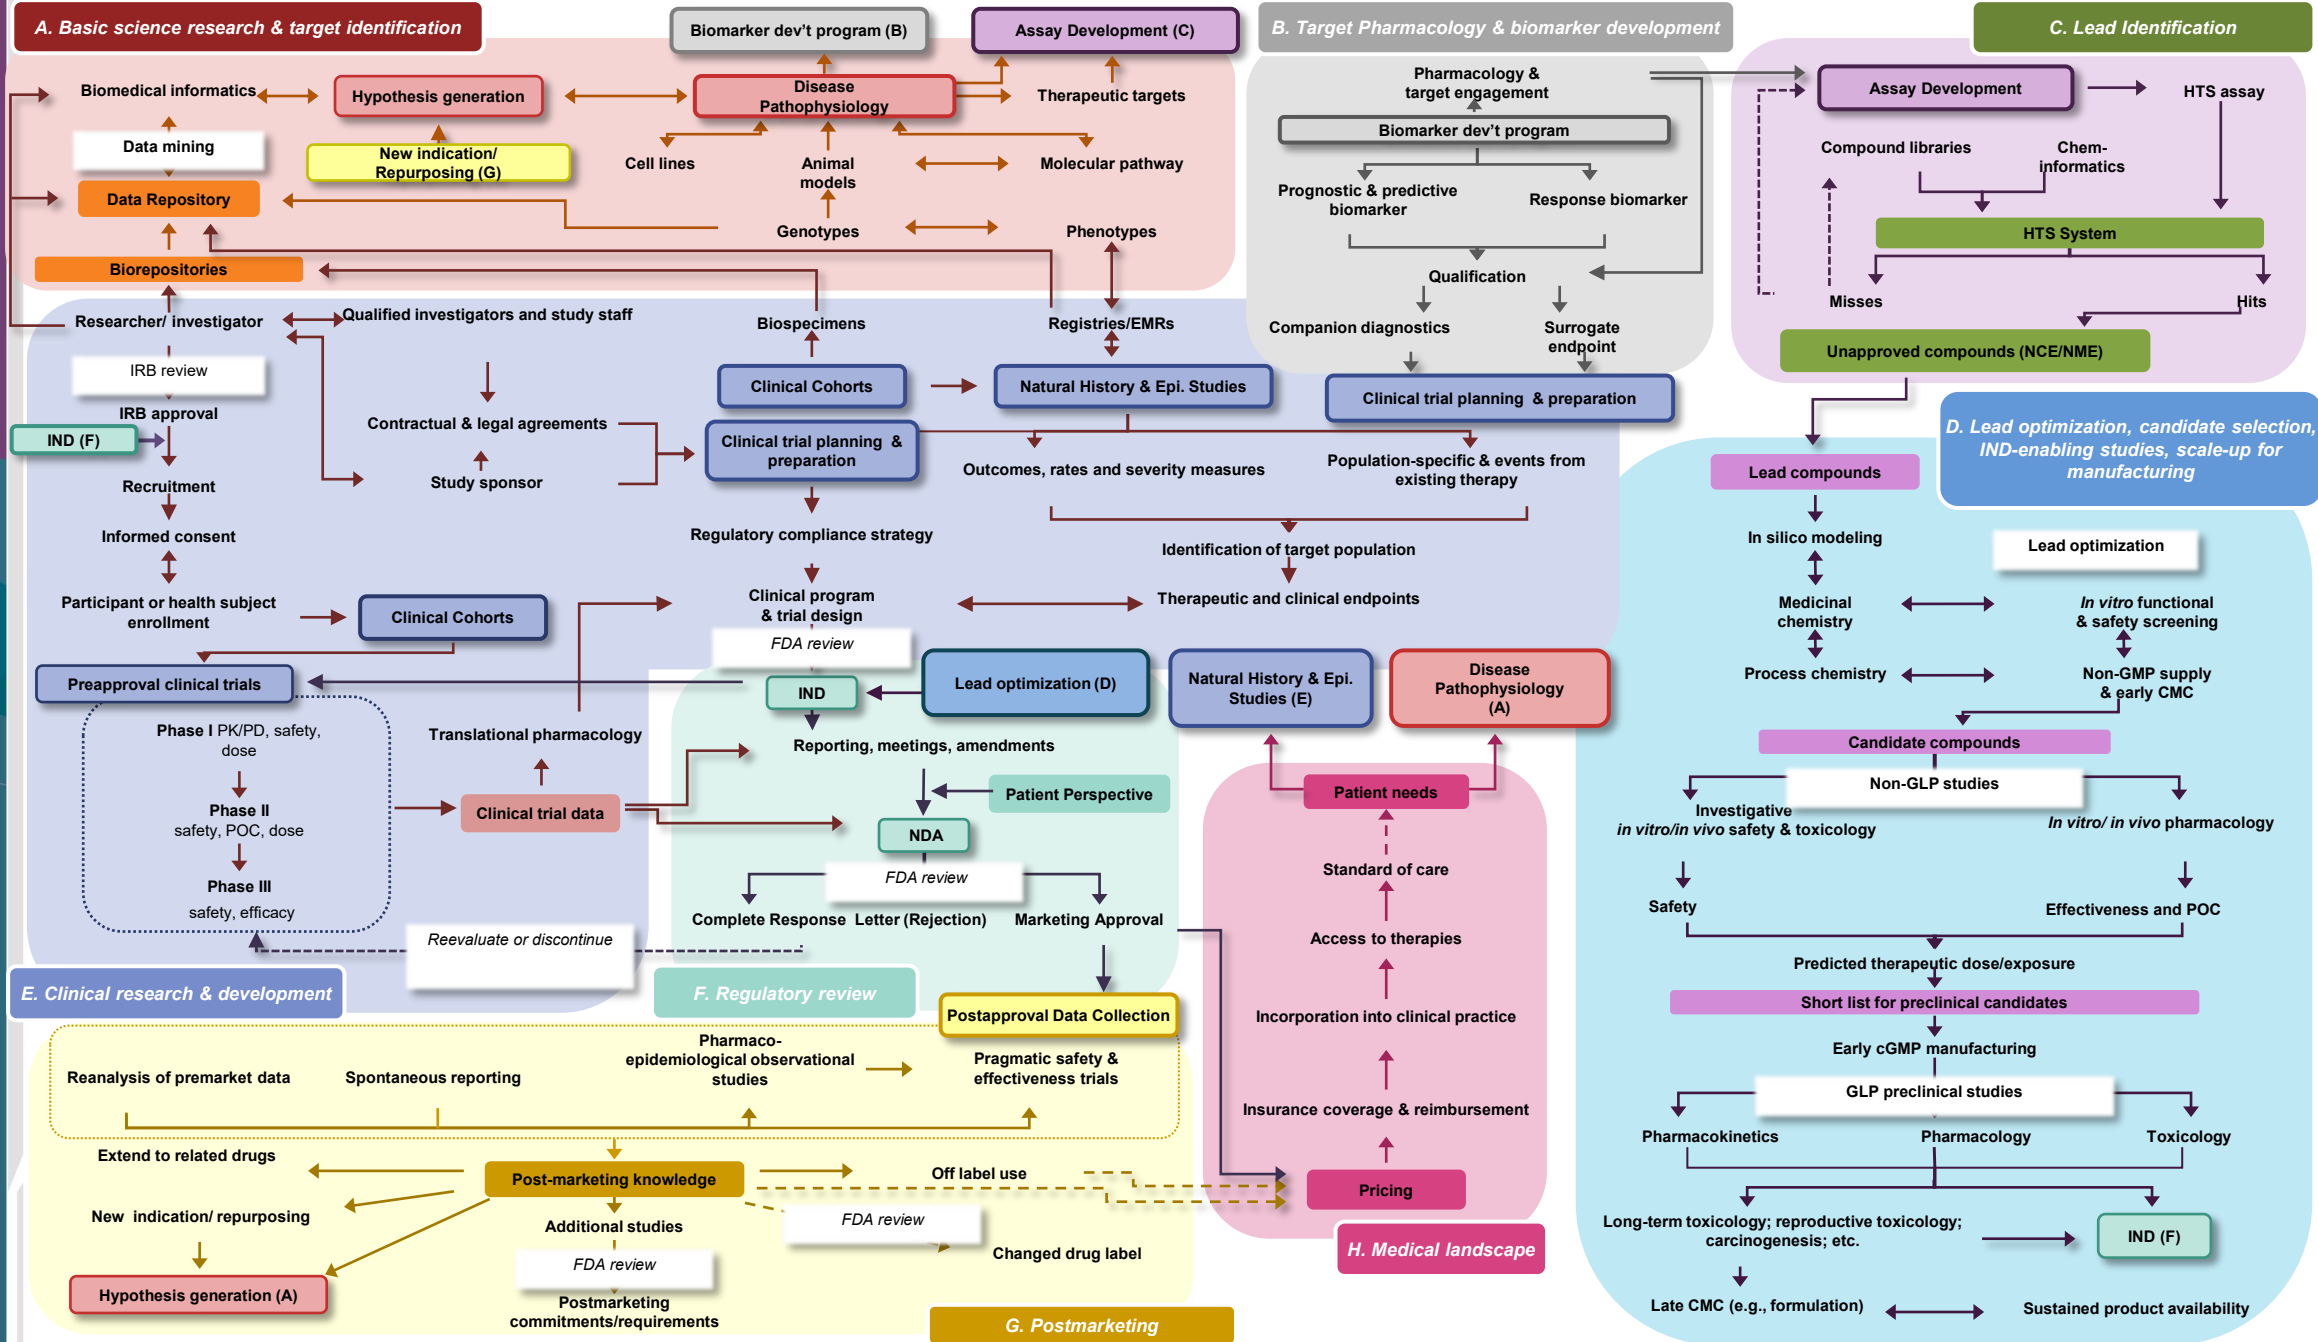 A. Basic science research & target identification
Biomarker dev't program (B)
Assay Development (C)
Biomedical informatics
Hypothesis generation
Disease
Pathophysiology
Therapeutic targets
Data mining
New indication/
Repurposing (G)
Cell lines
Animal
models
Molecular pathway
Data Repository
Genotypes
Phenotypes
Biorepositories
B. Target Pharmacology & biomarker development
Pharmacology &
target engagement
Biomarker dev't program
Prognostic & predictive
biomarker
Response biomarker
Qualification
Companion diagnostics
Surrogate
endpoint
Clinical trial planning & preparation
C. Lead Identification
Assay Development
HTS assay
Compound libraries
Chem-
informatics
HTS System
Misses
Hits
Unapproved compounds (NCE/NME)
D. Lead optimization, candidate selection,
IND-enabling studies, scale-up for
manufacturing
Lead compounds
In silico modeling
Lead optimization
Medicinal
chemistry
In vitro functional
& safety screening
Process chemistry
Non-GMP supply
& early CMC
Candidate compounds
Non-GLP studies
Investigative
in vitro/in vivo safety & toxicology
In vitro/ in vivo pharmacology
Safety
Effectiveness and POC
Predicted therapeutic dose/exposure
Short list for preclinical candidates
Early cGMP manufacturing
GLP preclinical studies
Pharmacokinetics
Pharmacology
Toxicology
Long-term toxicology; reproductive toxicology;
carcinogenesis; etc.
IND (F)
Late CMC (e.g., formulation)
Sustained product availability
Researcher/ investigator
Qualified investigators and study staff
Biospecimens
Registries/EMRs
IRB review
Clinical Cohorts
Natural History & Epi. Studies
IRB approval
IND (F)
Contractual & legal agreements
Clinical trial planning &
preparation
Recruitment
Study sponsor
Outcomes, rates and severity measures
Population-specific & events from
existing therapy
Informed consent
Regulatory compliance strategy
Identification of target population
Participant or health subject
enrollment
Clinical Cohorts
Clinical program
& trial design
Therapeutic and clinical endpoints
FDA review
Preapproval clinical trials
Phase I PK/PD, safety,
dose
Phase II
safety, POC, dose
Phase III
safety, efficacy
Translational pharmacology
Clinical trial data
Reevaluate or discontinue
E. Clinical research & development
IND
Lead optimization (D)
Reporting, meetings, amendments
Patient Perspective
NDA
FDA review
Complete Response Letter (Rejection)
Marketing Approval
F. Regulatory review
Natural History & Epi.
Studies (E)
Disease
Pathophysiology
(A)
Patient needs
Standard of care
Access to therapies
Incorporation into clinical practice
Insurance coverage & reimbursement
Pricing
H. Medical landscape
Postapproval Data Collection
Reanalysis of premarket data
Spontaneous reporting
Pharmaco-
epidemiological observational
studies
Pragmatic safety &
effectiveness trials
Extend to related drugs
Post-marketing knowledge
Off label use
New indication/ repurposing
Additional studies
FDA review
Changed drug label
FDA review
Hypothesis generation (A)
Postmarketing
commitments/requirements
G. Postmarketing